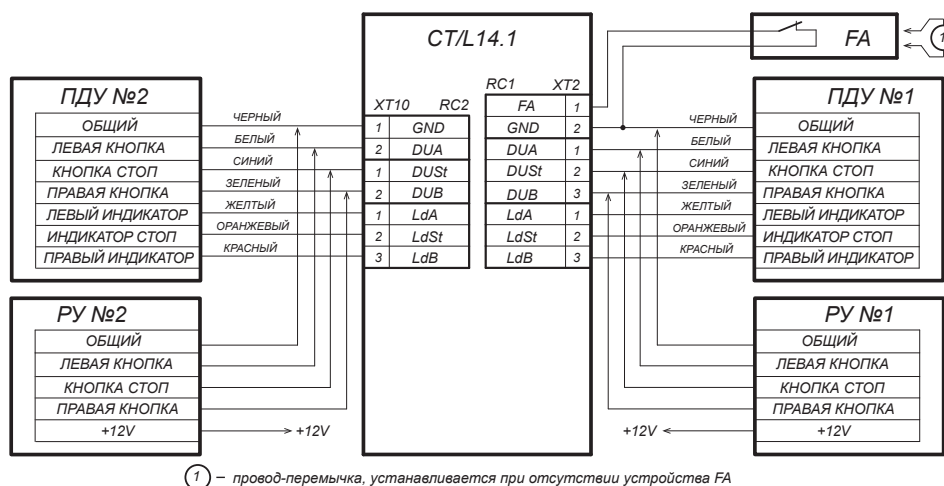 CT/L14.1
FA
1
RC1 XT2
FA 1
GND 2
DUA 1
DUSt 2
DUB 3
LdA 1
LdSt 2
LdB 3
XT10 RC2
1 GND
2 DUA
1 DUSt
2 DUB
1 LdA
2 LdSt
3 LdB
ПДУ №2
ОБЩИЙ
ЛЕВАЯ КНОПКА
КНОПКА СТОП
ПРАВАЯ КНОПКА
ЛЕВЫЙ ИНДИКАТОР
ИНДИКАТОР СТОП
ПРАВЫЙ ИНДИКАТОР
ЧЕРНЫЙ
БЕЛЫЙ
СИНИЙ
ЗЕЛЕНЫЙ
ЖЕЛТЫЙ
ОРАНЖЕВЫЙ
КРАСНЫЙ
ПДУ №1
ОБЩИЙ
ЛЕВАЯ КНОПКА
КНОПКА СТОП
ПРАВАЯ КНОПКА
ЛЕВЫЙ ИНДИКАТОР
ИНДИКАТОР СТОП
ПРАВЫЙ ИНДИКАТОР
ЧЕРНЫЙ
БЕЛЫЙ
СИНИЙ
ЗЕЛЕНЫЙ
ЖЕЛТЫЙ
ОРАНЖЕВЫЙ
КРАСНЫЙ
РУ №2
ОБЩИЙ
ЛЕВАЯ КНОПКА
КНОПКА СТОП
ПРАВАЯ КНОПКА
+12V
+12V
РУ №1
ОБЩИЙ
ЛЕВАЯ КНОПКА
КНОПКА СТОП
ПРАВАЯ КНОПКА
+12V
+12V
1 – провод-перемычка, устанавливается при отсутствии устройства FA